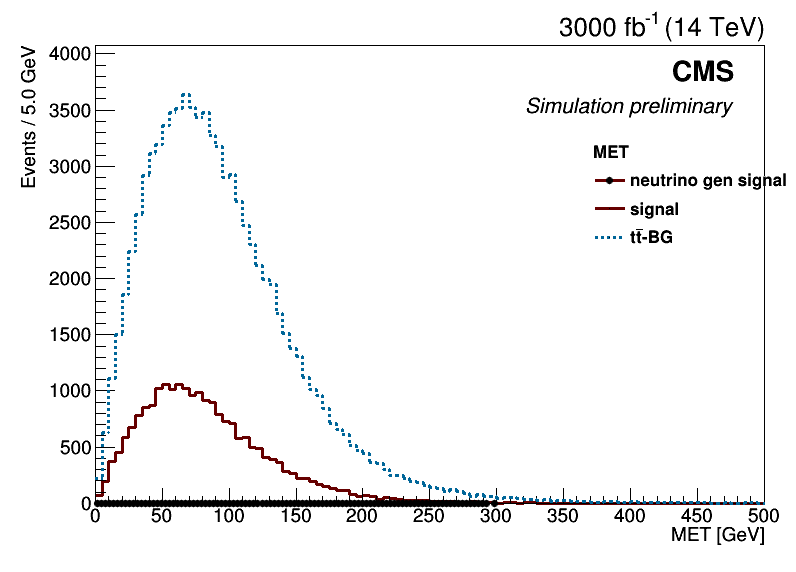 3000 fb⁻¹ (14 TeV)
CMS
Simulation preliminary
MET
neutrino gen signal
signal
tt̄-BG
Events / 5.0 GeV
4000
3500
3000
2500
2000
1500
1000
500
0
0 50 100 150 200 250 300 350 400 450 500
MET [GeV]